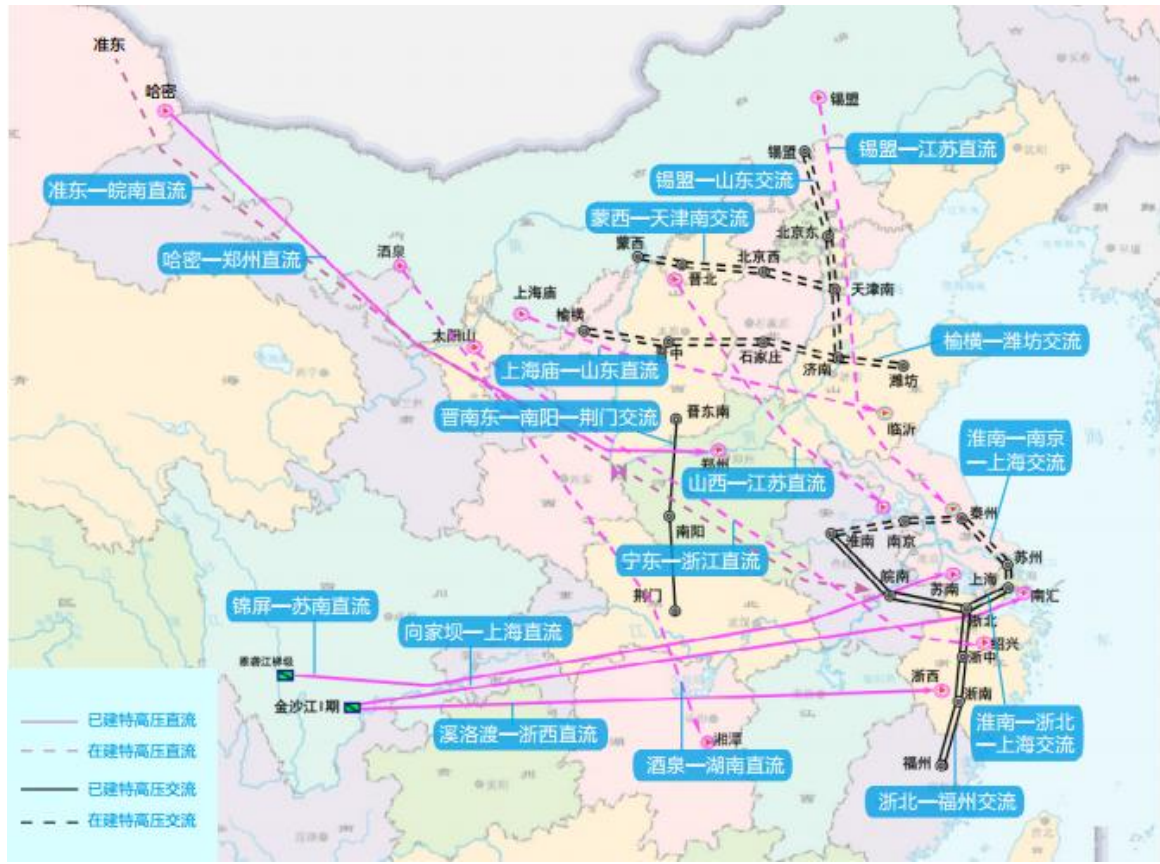 准东
哈密
锡盟
锡盟—江苏直流
锡盟
锡盟—山东交流
准东—皖南直流
蒙西—天津南交流
北京东
蒙西
哈密—郑州直流
酒泉
晋北
北京西
天津南
上海庙
榆横
太阳山
石家庄
济南
榆横—潍坊交流
潍坊
上海庙—山东直流
晋南东—南阳—荆门交流
晋东南
临沂
淮南—南京
—上海交流
郑州
山西—江苏直流
泰州
南阳
淮南
南京
宁东—浙江直流
苏州
皖南
苏南
上海
荆门
南汇
锦屏—苏南直流
向家坝—上海直流
浙北
绍兴
浙中
雅砻江梯级
浙西
浙南
金沙江I期
溪洛渡—浙西直流
湘潭
酒泉—湖南直流
淮南—浙北
—上海交流
福州
浙北—福州交流
已建特高压直流
在建特高压直流
已建特高压交流
在建特高压交流